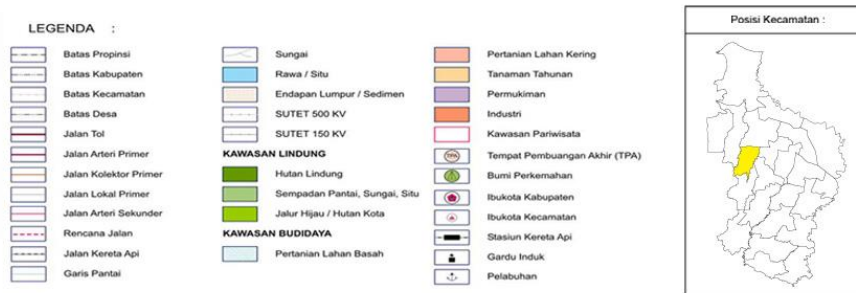 LEGENDA :
Batas Propinsi
Batas Kabupaten
Batas Kecamatan
Batas Desa
Jalan Tol
Jalan Arteri Primer
Jalan Kolektor Primer
Jalan Lokal Primer
Jalan Arteri Sekunder
Rencana Jalan
Jalan Kereta Api
Garis Pantai
Sungai
Rawa / Situ
Endapan Lumpur / Sedimen
SUTET 500 KV
SUTET 150 KV
KAWASAN LINDUNG
Hutan Lindung
Sempadan Pantai, Sungai, Situ
Jalur Hijau / Hutan Kota
KAWASAN BUDIDAYA
Pertanian Lahan Basah
Pertanian Lahan Kering
Tanaman Tahunan
Permukiman
Industri
Kawasan Pariwisata
TPA
Tempat Pembuangan Akhir (TPA)
Bumi Perkemahan
Ibukota Kabupaten
Ibukota Kecamatan
Stasiun Kereta Api
Gardu Induk
Pelabuhan
Posisi Kecamatan :